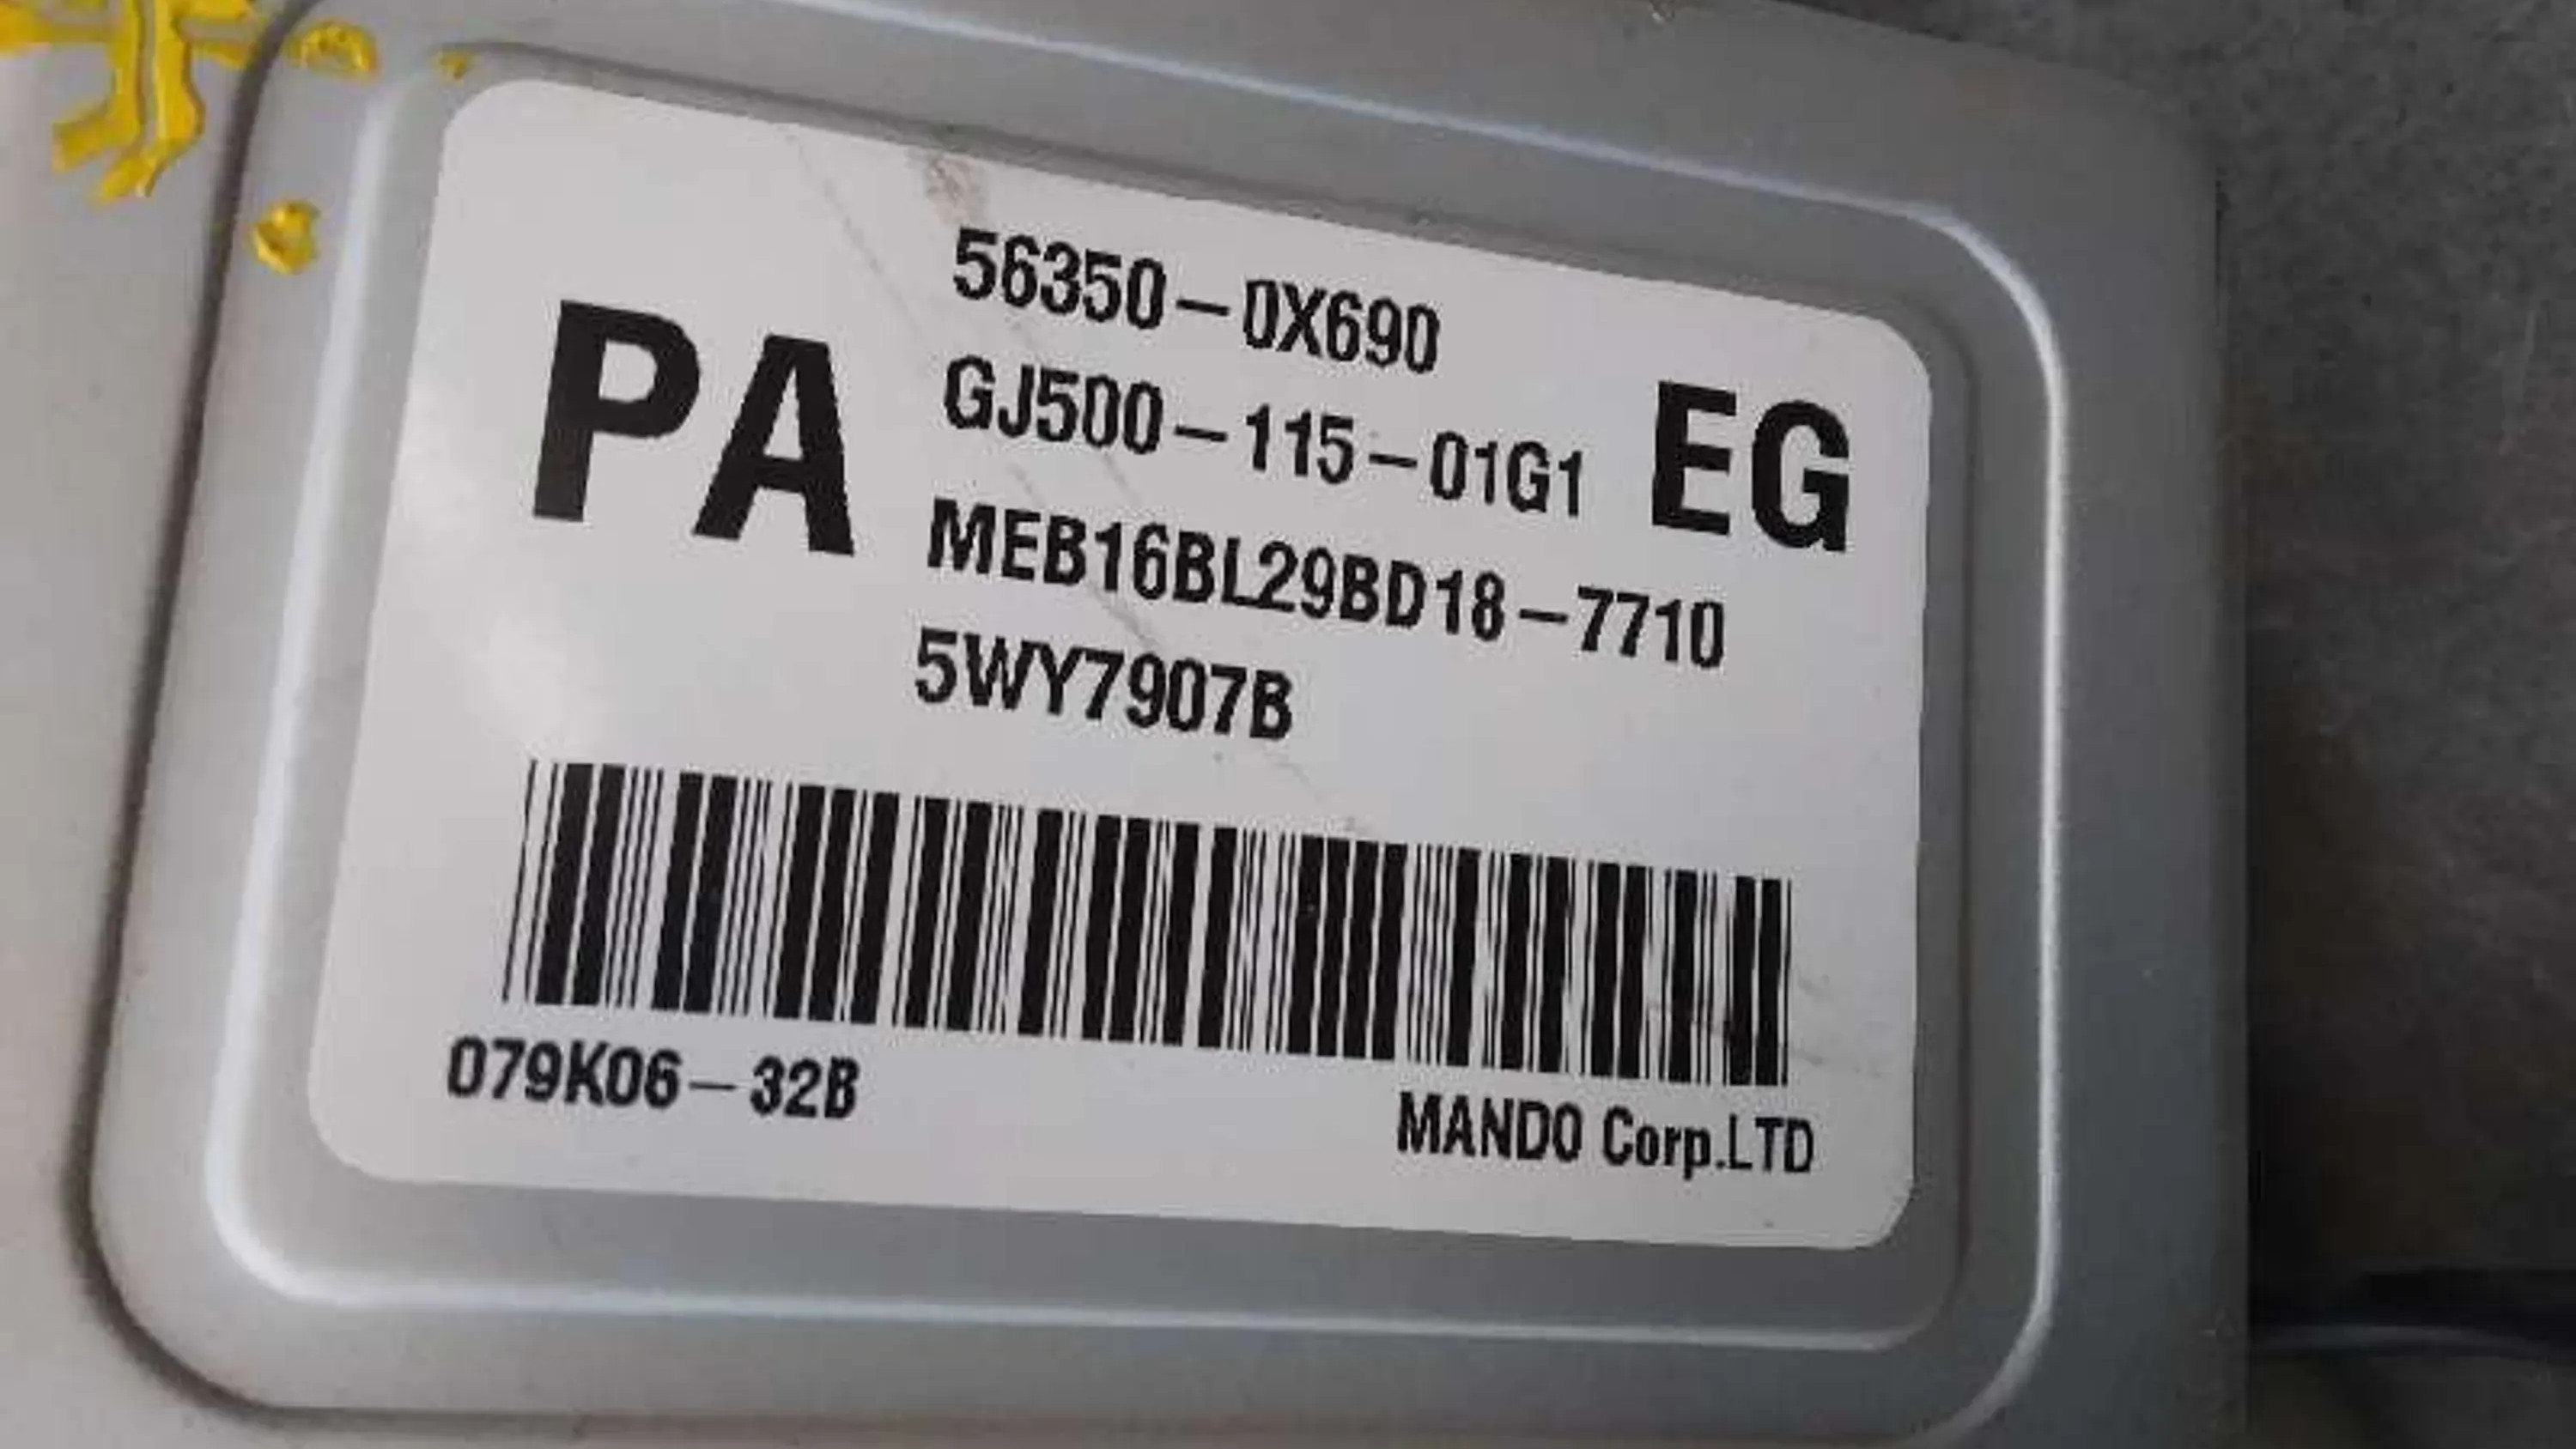 56350-0X690
PA
GJ500-115-01G1
EG
MEB16BL29BD18-7710
5WY7907B
079K06-32B
MANDO Corp.LTD